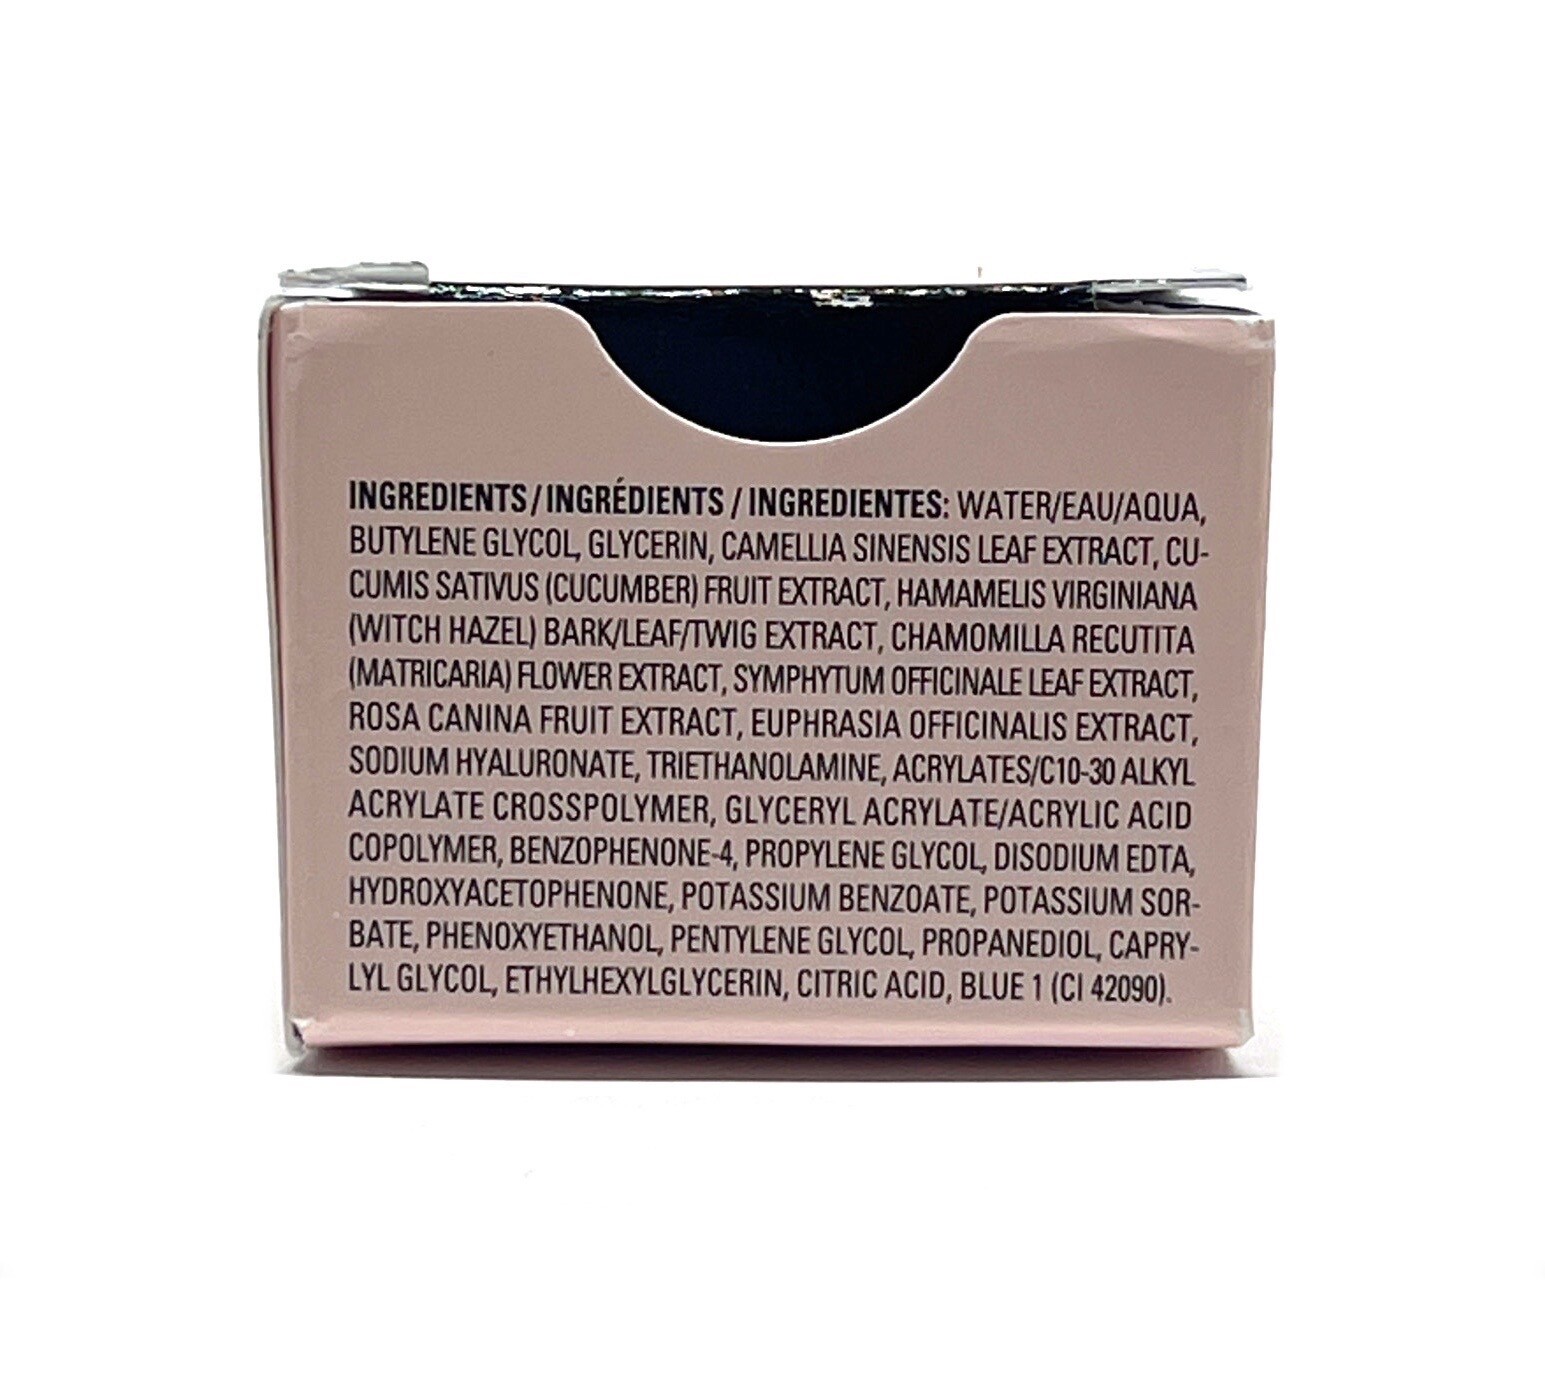 INGREDIENTS / INGRÉDIENTS / INGREDIENTES: WATER/EAU/AQUA,
BUTYLENE GLYCOL, GLYCERIN, CAMELLIA SINENSIS LEAF EXTRACT, CU-
CUMIS SATIVUS (CUCUMBER) FRUIT EXTRACT, HAMAMELIS VIRGINIANA
(WITCH HAZEL) BARK/LEAF/TWIG EXTRACT, CHAMOMILLA RECUTITA
(MATRICARIA) FLOWER EXTRACT, SYMPHYTUM OFFICINALE LEAF EXTRACT,
ROSA CANINA FRUIT EXTRACT, EUPHRASIA OFFICINALIS EXTRACT,
SODIUM HYALURONATE, TRIETHANOLAMINE, ACRYLATES/C10-30 ALKYL
ACRYLATE CROSSPOLYMER, GLYCERYL ACRYLATE/ACRYLIC ACID
COPOLYMER, BENZOPHENONE-4, PROPYLENE GLYCOL, DISODIUM EDTA,
HYDROXYACETOPHENONE, POTASSIUM BENZOATE, POTASSIUM SOR-
BATE, PHENOXYETHANOL, PENTYLENE GLYCOL, PROPANEDIOL, CAPRY-
LYL GLYCOL, ETHYLHEXYLGLYCERIN, CITRIC ACID, BLUE 1 (CI 42090).